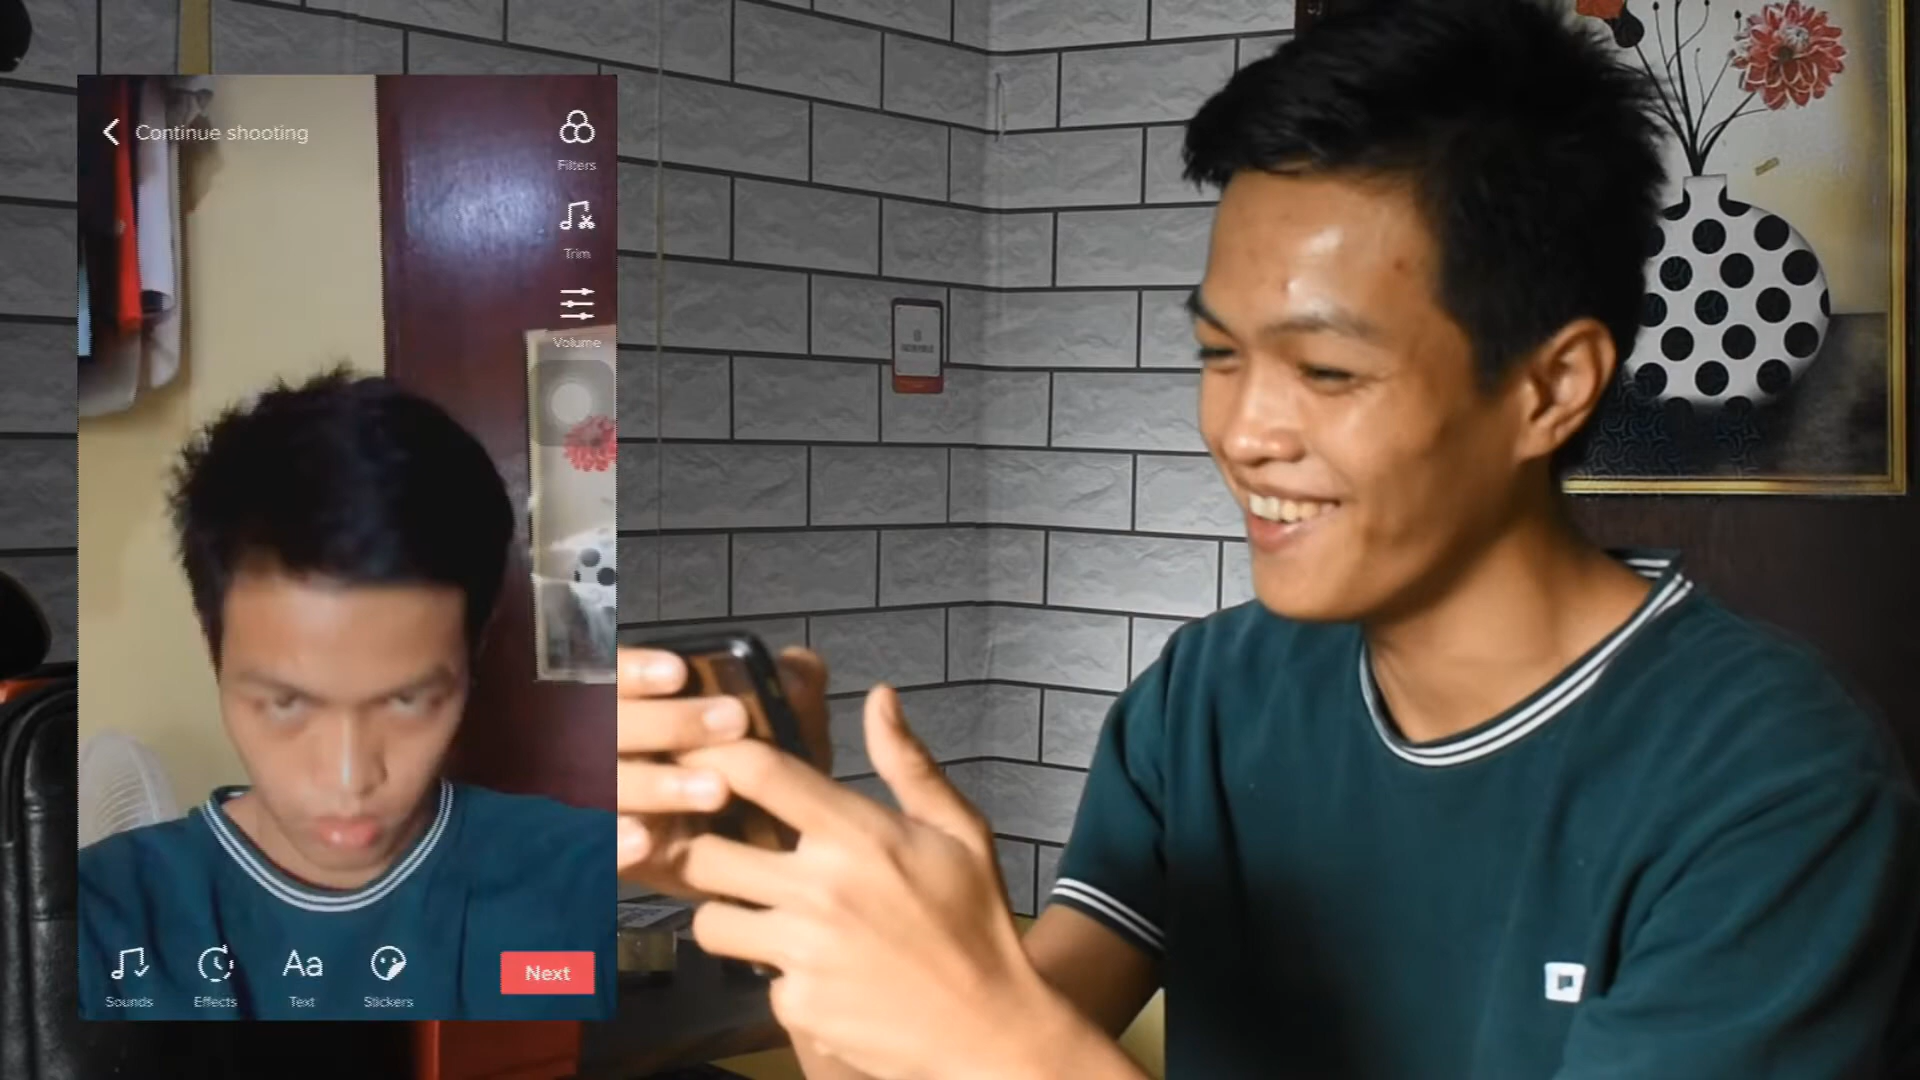 Continue shooting
Filters
Trim
Volume
Sounds
Effects
Aa
Text
Stickers
Next